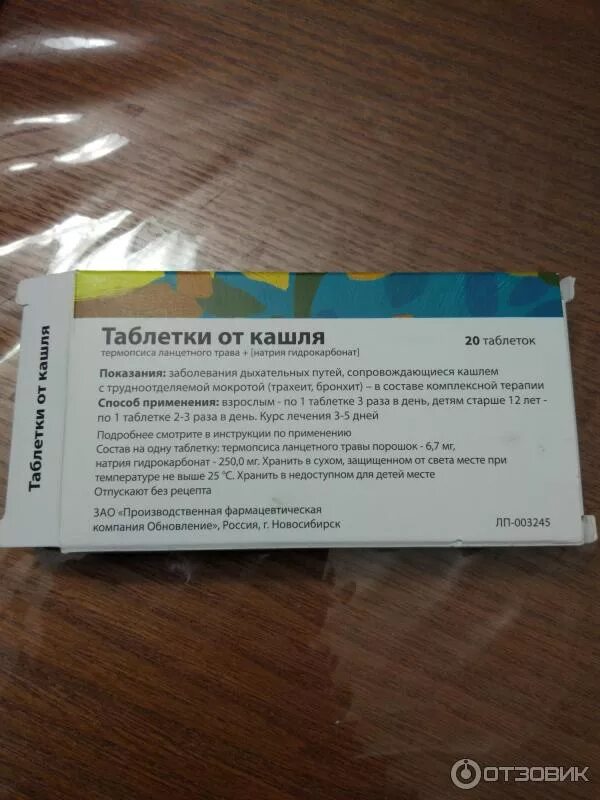 Таблетки от кашля
Таблетки от кашля
20 таблеток
термопсиса ланцетного трава + [натрия гидрокарбонат]
Показания: заболевания дыхательных путей, сопровождающиеся кашлем
с трудноотделяемой мокротой (трахеит, бронхит) – в составе комплексной терапии
Способ применения: взрослым - по 1 таблетке 3 раза в день, детям старше 12 лет -
по 1 таблетке 2-3 раза в день. Курс лечения 3-5 дней
Подробнее смотрите в инструкции по применению
Состав на одну таблетку: термопсиса ланцетного травы порошок - 6,7 мг,
натрия гидрокарбонат - 250,0 мг. Хранить в сухом, защищенном от света месте при
температуре не выше 25 °С. Хранить в недоступном для детей месте
Отпускают без рецепта
ЗАО «Производственная фармацевтическая
компания Обновление», Россия, г. Новосибирск
ЛП-003245
ОТЗОВИК